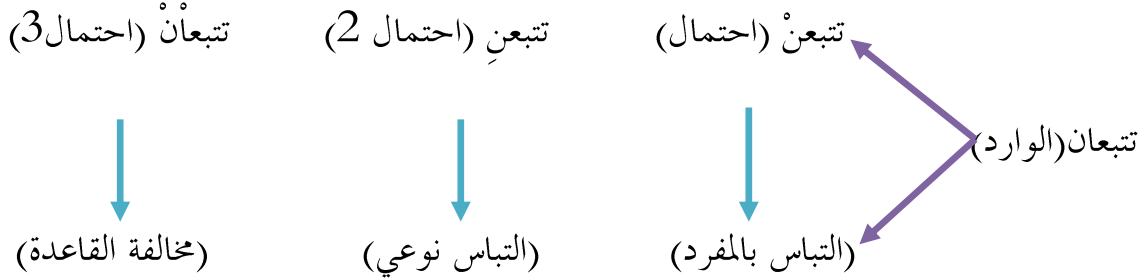 تتبعنْ (احتمال)
تتبعنِ (احتمال 2)
تتبعاْنْ (احتمال3)
تتبعان(الوارد)
(التباس بالمفرد)
(التباس نوعي)
(مخالفة القاعدة)